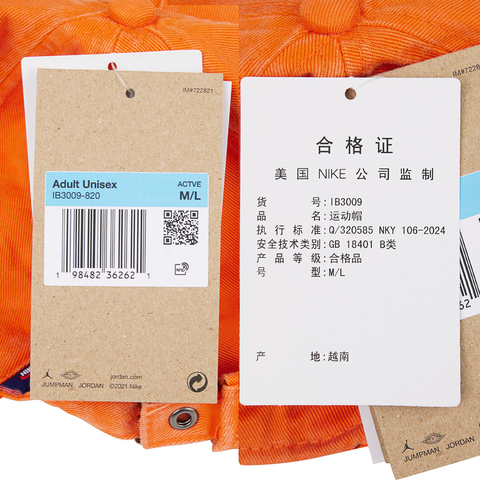 IM#722821
Adult Unisex
IB3009-820
ACTVE
M/L
1 98482 36262 1
RFID
JUMPMAN JORDAN
jordan.com
©2021 Nike
IM#722821
合格证
美国 NIKE 公司监制
货号:IB3009
品名:运动帽
执行标准:Q/320585 NKY 106-2024
安全技术类别:GB 18401 B类
产品等级:合格品
号型:M/L
产地:越南
M/L
JUMPMAN JORDAN